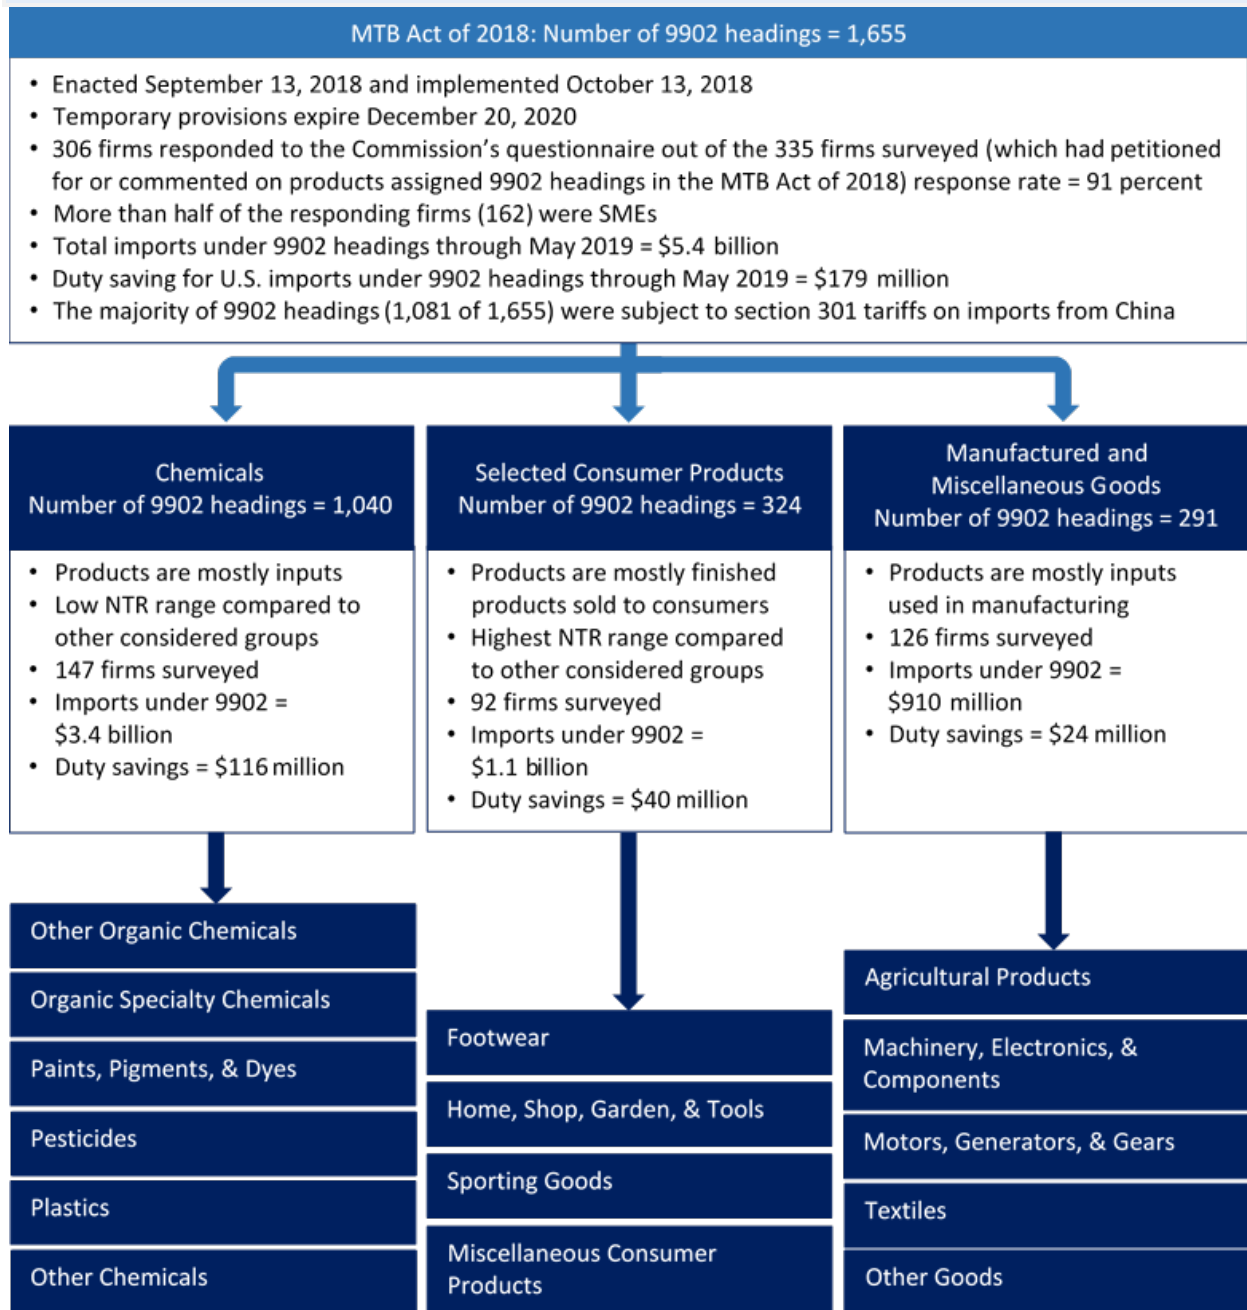 MTB Act of 2018: Number of 9902 headings = 1,655
• Enacted September 13, 2018 and implemented October 13, 2018
• Temporary provisions expire December 20, 2020
• 306 firms responded to the Commission's questionnaire out of the 335 firms surveyed (which had petitioned
for or commented on products assigned 9902 headings in the MTB Act of 2018) response rate = 91 percent
• More than half of the responding firms (162) were SMEs
• Total imports under 9902 headings through May 2019 = $5.4 billion
• Duty saving for U.S. imports under 9902 headings through May 2019 = $179 million
• The majority of 9902 headings (1,081 of 1,655) were subject to section 301 tariffs on imports from China
Chemicals
Number of 9902 headings = 1,040
• Products are mostly inputs
• Low NTR range compared to
other considered groups
• 147 firms surveyed
• Imports under 9902 =
$3.4 billion
• Duty savings = $116 million
Other Organic Chemicals
Organic Specialty Chemicals
Paints, Pigments, & Dyes
Pesticides
Plastics
Other Chemicals
Selected Consumer Products
Number of 9902 headings = 324
• Products are mostly finished
products sold to consumers
• Highest NTR range compared
to other considered groups
• 92 firms surveyed
• Imports under 9902 =
$1.1 billion
• Duty savings = $40 million
Footwear
Home, Shop, Garden, & Tools
Sporting Goods
Miscellaneous Consumer
Products
Manufactured and
Miscellaneous Goods
Number of 9902 headings = 291
• Products are mostly inputs
used in manufacturing
• 126 firms surveyed
• Imports under 9902 =
$910 million
• Duty savings = $24 million
Agricultural Products
Machinery, Electronics, &
Components
Motors, Generators, & Gears
Textiles
Other Goods